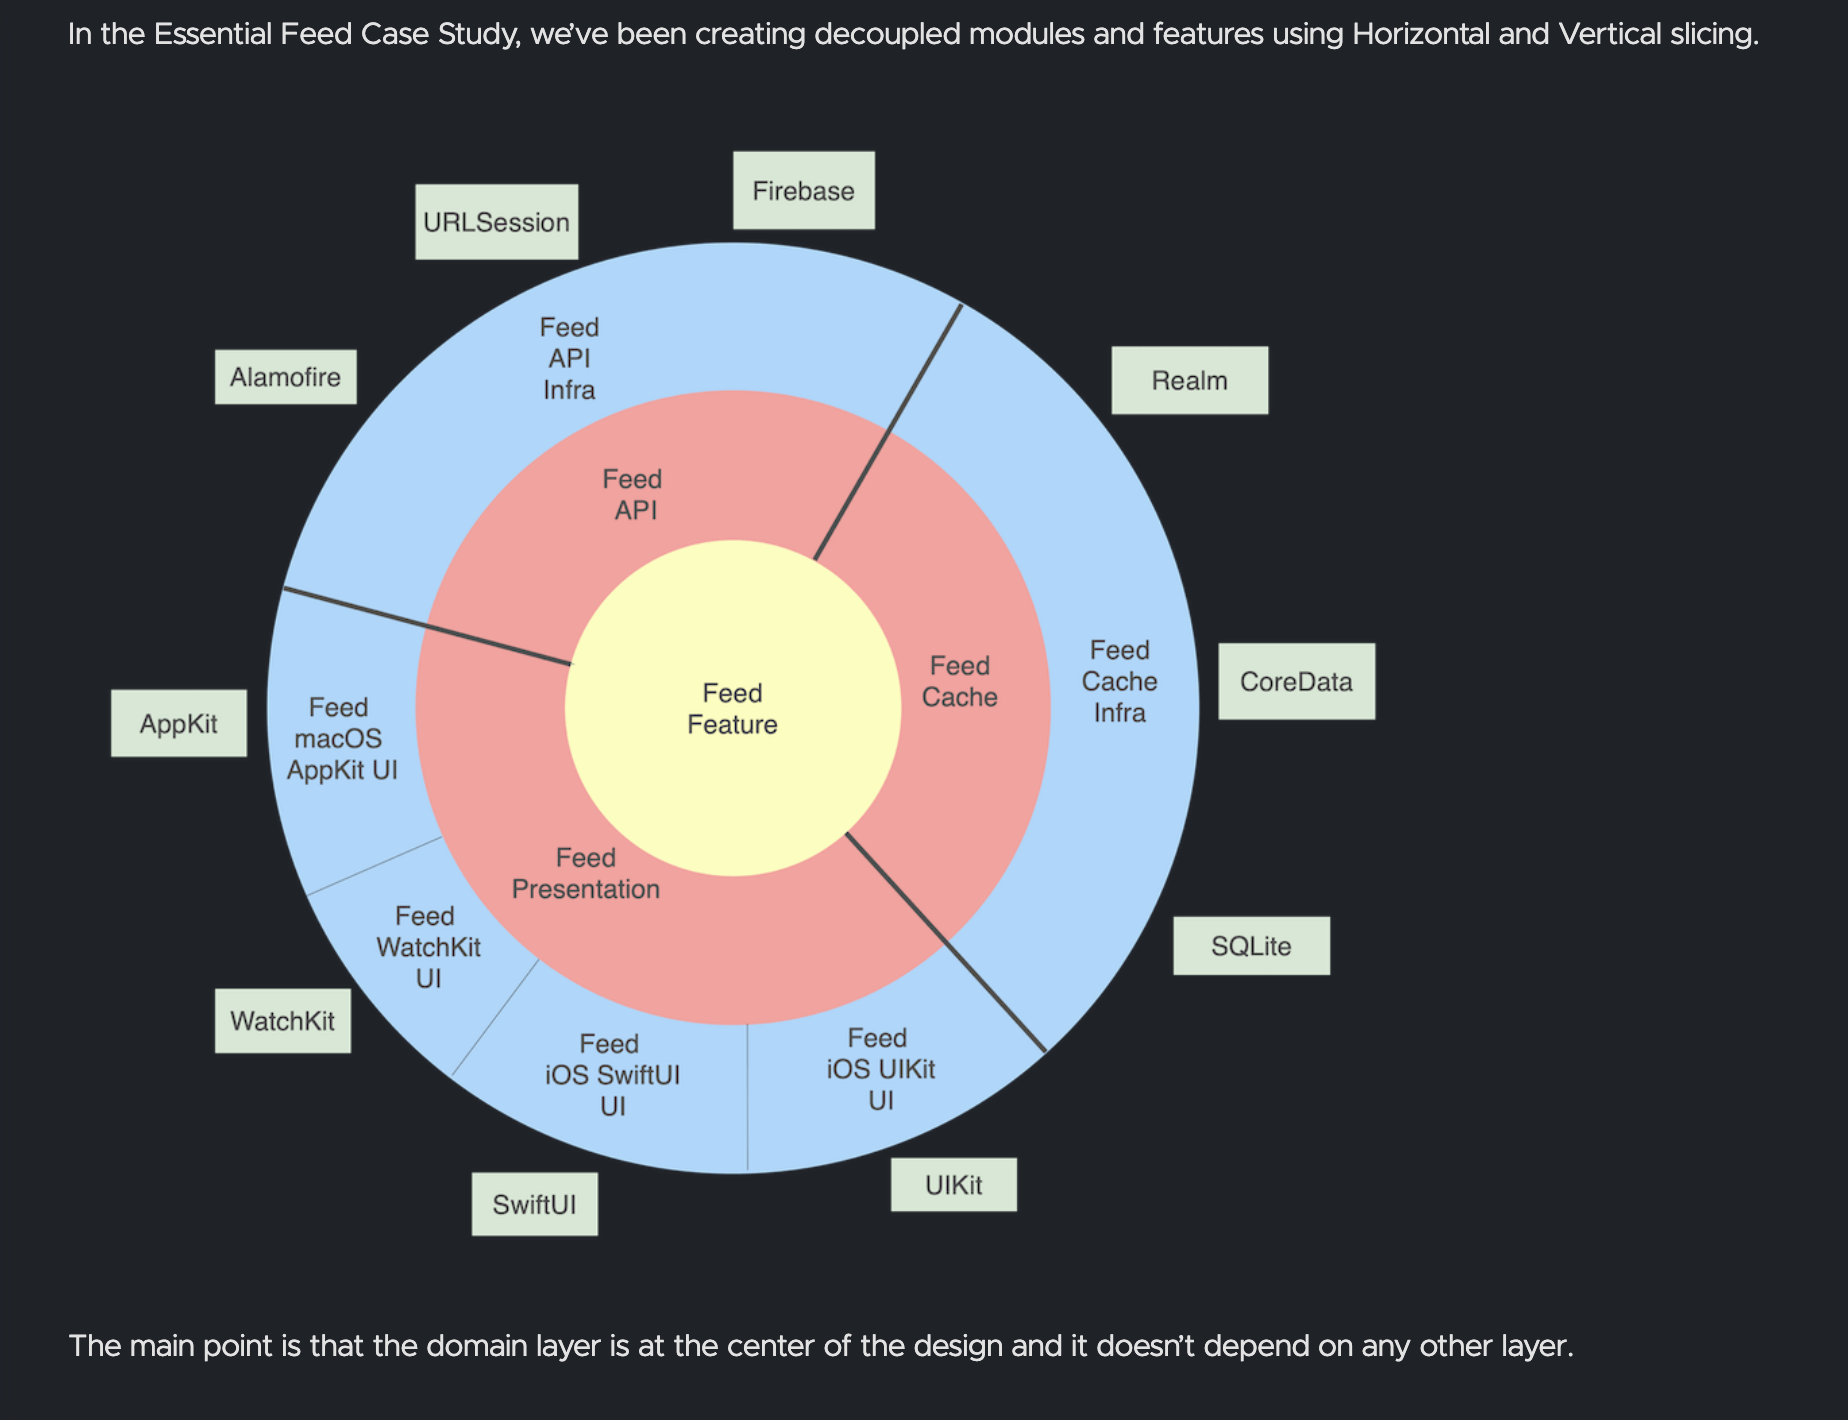 In the Essential Feed Case Study, we’ve been creating decoupled modules and features using Horizontal and Vertical slicing.
Firebase
URLSession
Feed
API
Infra
Alamofire
Realm
Feed
API
Feed
Cache
Infra
CoreData
Feed
Cache
Feed
Feature
Feed
macOS
AppKit UI
AppKit
Feed
Presentation
Feed
WatchKit
UI
SQLite
WatchKit
Feed
iOS SwiftUI
UI
Feed
iOS UIKit
UI
SwiftUI
UIKit
The main point is that the domain layer is at the center of the design and it doesn’t depend on any other layer.